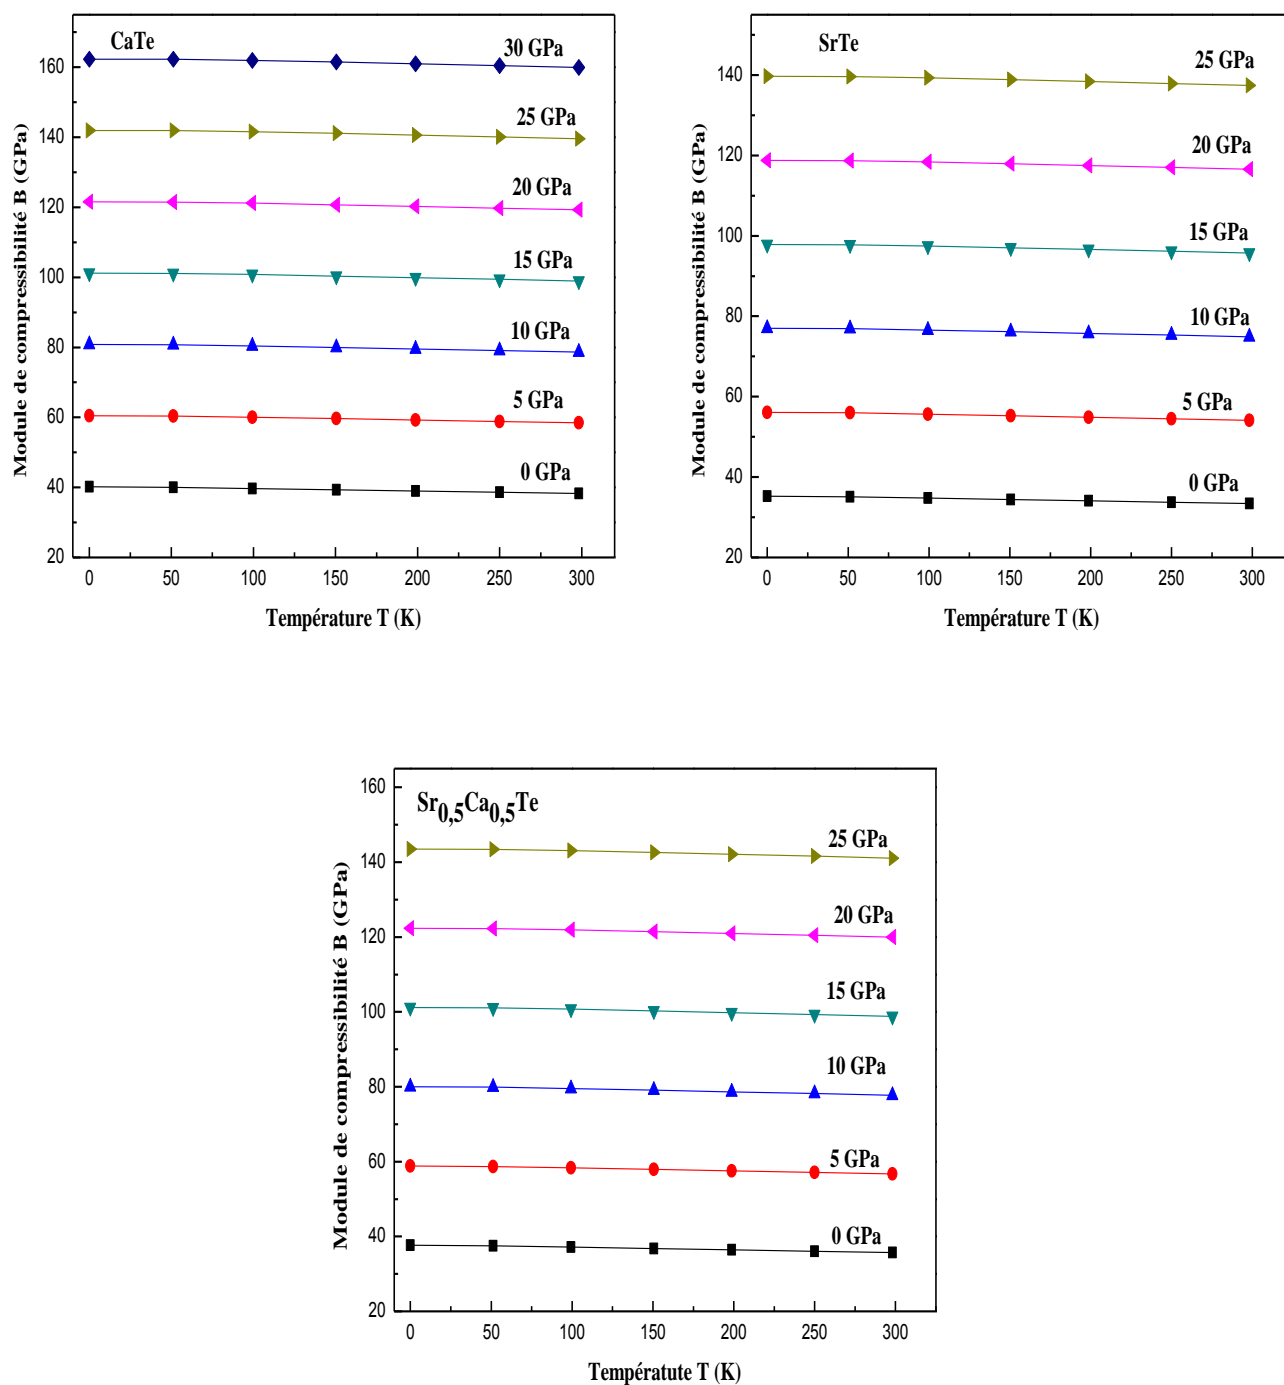 CaTe
30 GPa
25 GPa
20 GPa
15 GPa
10 GPa
5 GPa
0 GPa
160
140
120
100
80
60
40
20
0 50 100 150 200 250 300
Module de compressibilité B (GPa)
Température T (K)
SrTe
25 GPa
20 GPa
15 GPa
10 GPa
5 GPa
0 GPa
140
120
100
80
60
40
20
0 50 100 150 200 250 300
Module de compressibilité B (GPa)
Température T (K)
Sr0,5Ca0,5Te
25 GPa
20 GPa
15 GPa
10 GPa
5 GPa
0 GPa
160
140
120
100
80
60
40
20
0 50 100 150 200 250 300
Module de compressibilité B (GPa)
Températute T (K)